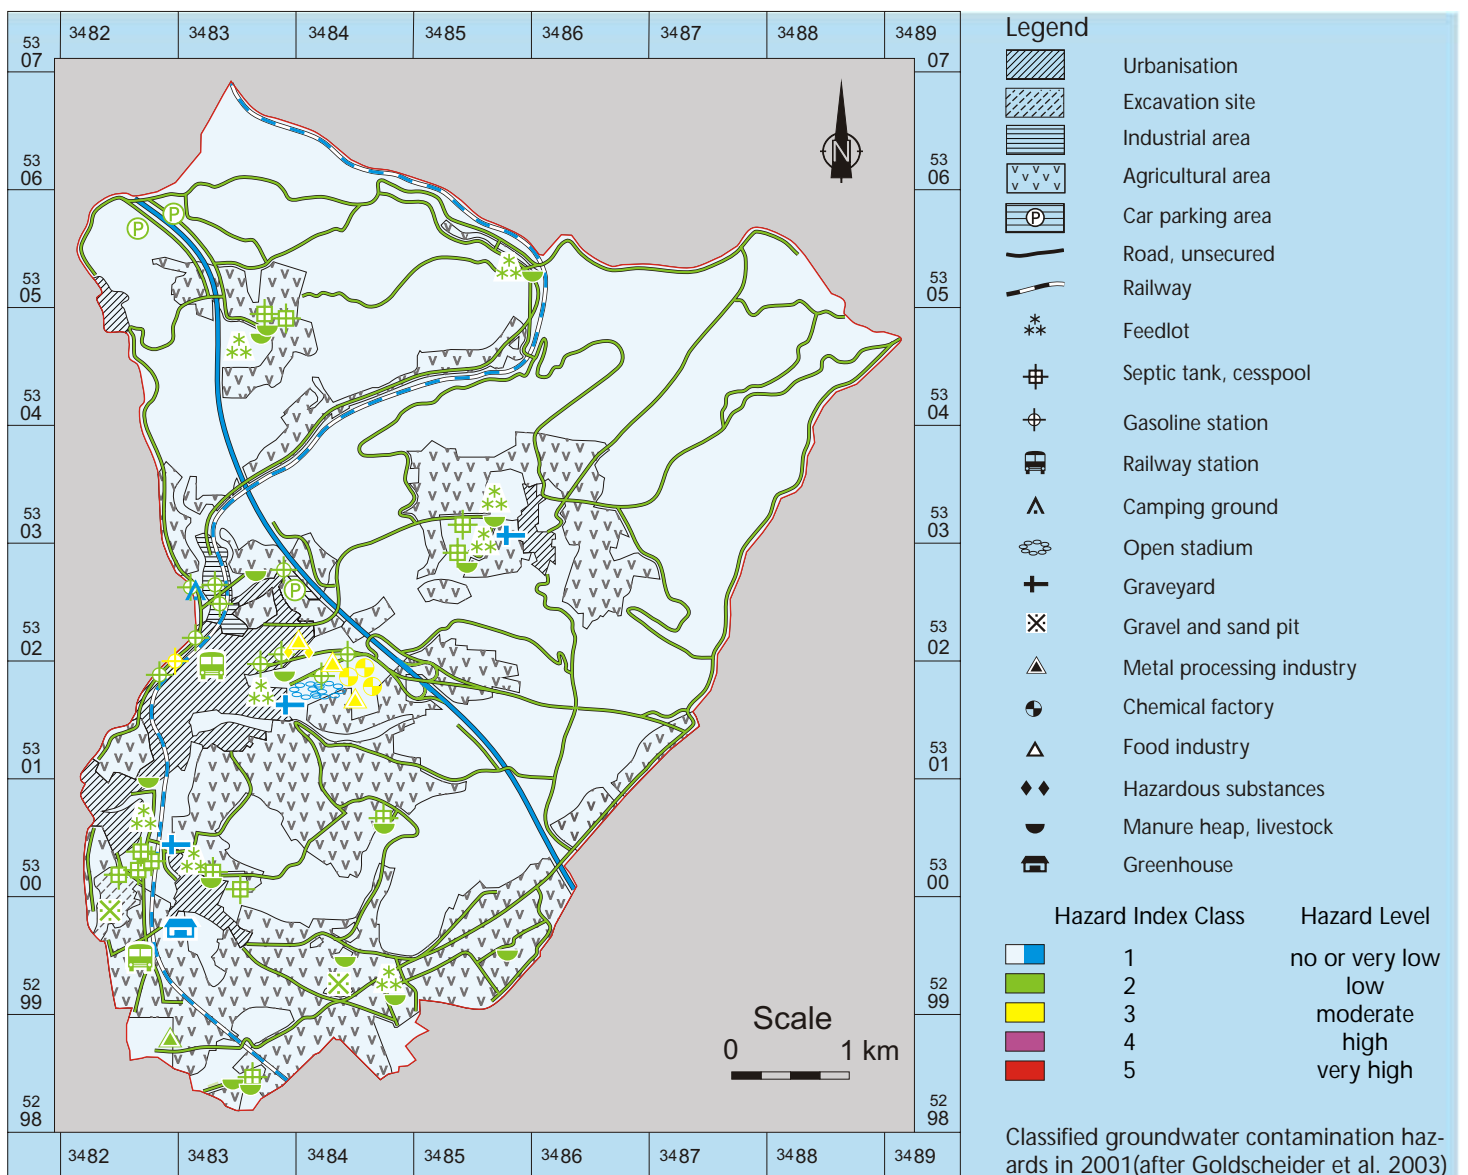 3482 3483 3484 3485 3486 3487 3488 3489
53 07
53 06
53 05
53 04
53 03
53 02
53 01
53 00
52 99
52 98
53 07
53 06
53 05
53 04
53 03
53 02
53 01
53 00
52 99
52 98
3482 3483 3484 3485 3486 3487 3488 3489
N
P
P
P
Scale
0 1 km
Legend
Urbanisation
Excavation site
Industrial area
Agricultural area
P Car parking area
Road, unsecured
Railway
Feedlot
Septic tank, cesspool
Gasoline station
Railway station
Camping ground
Open stadium
Graveyard
Gravel and sand pit
Metal processing industry
Chemical factory
Food industry
Hazardous substances
Manure heap, livestock
Greenhouse
Hazard Index Class Hazard Level
1 no or very low
2 low
3 moderate
4 high
5 very high
Classified groundwater contamination haz-
ards in 2001(after Goldscheider et al. 2003)